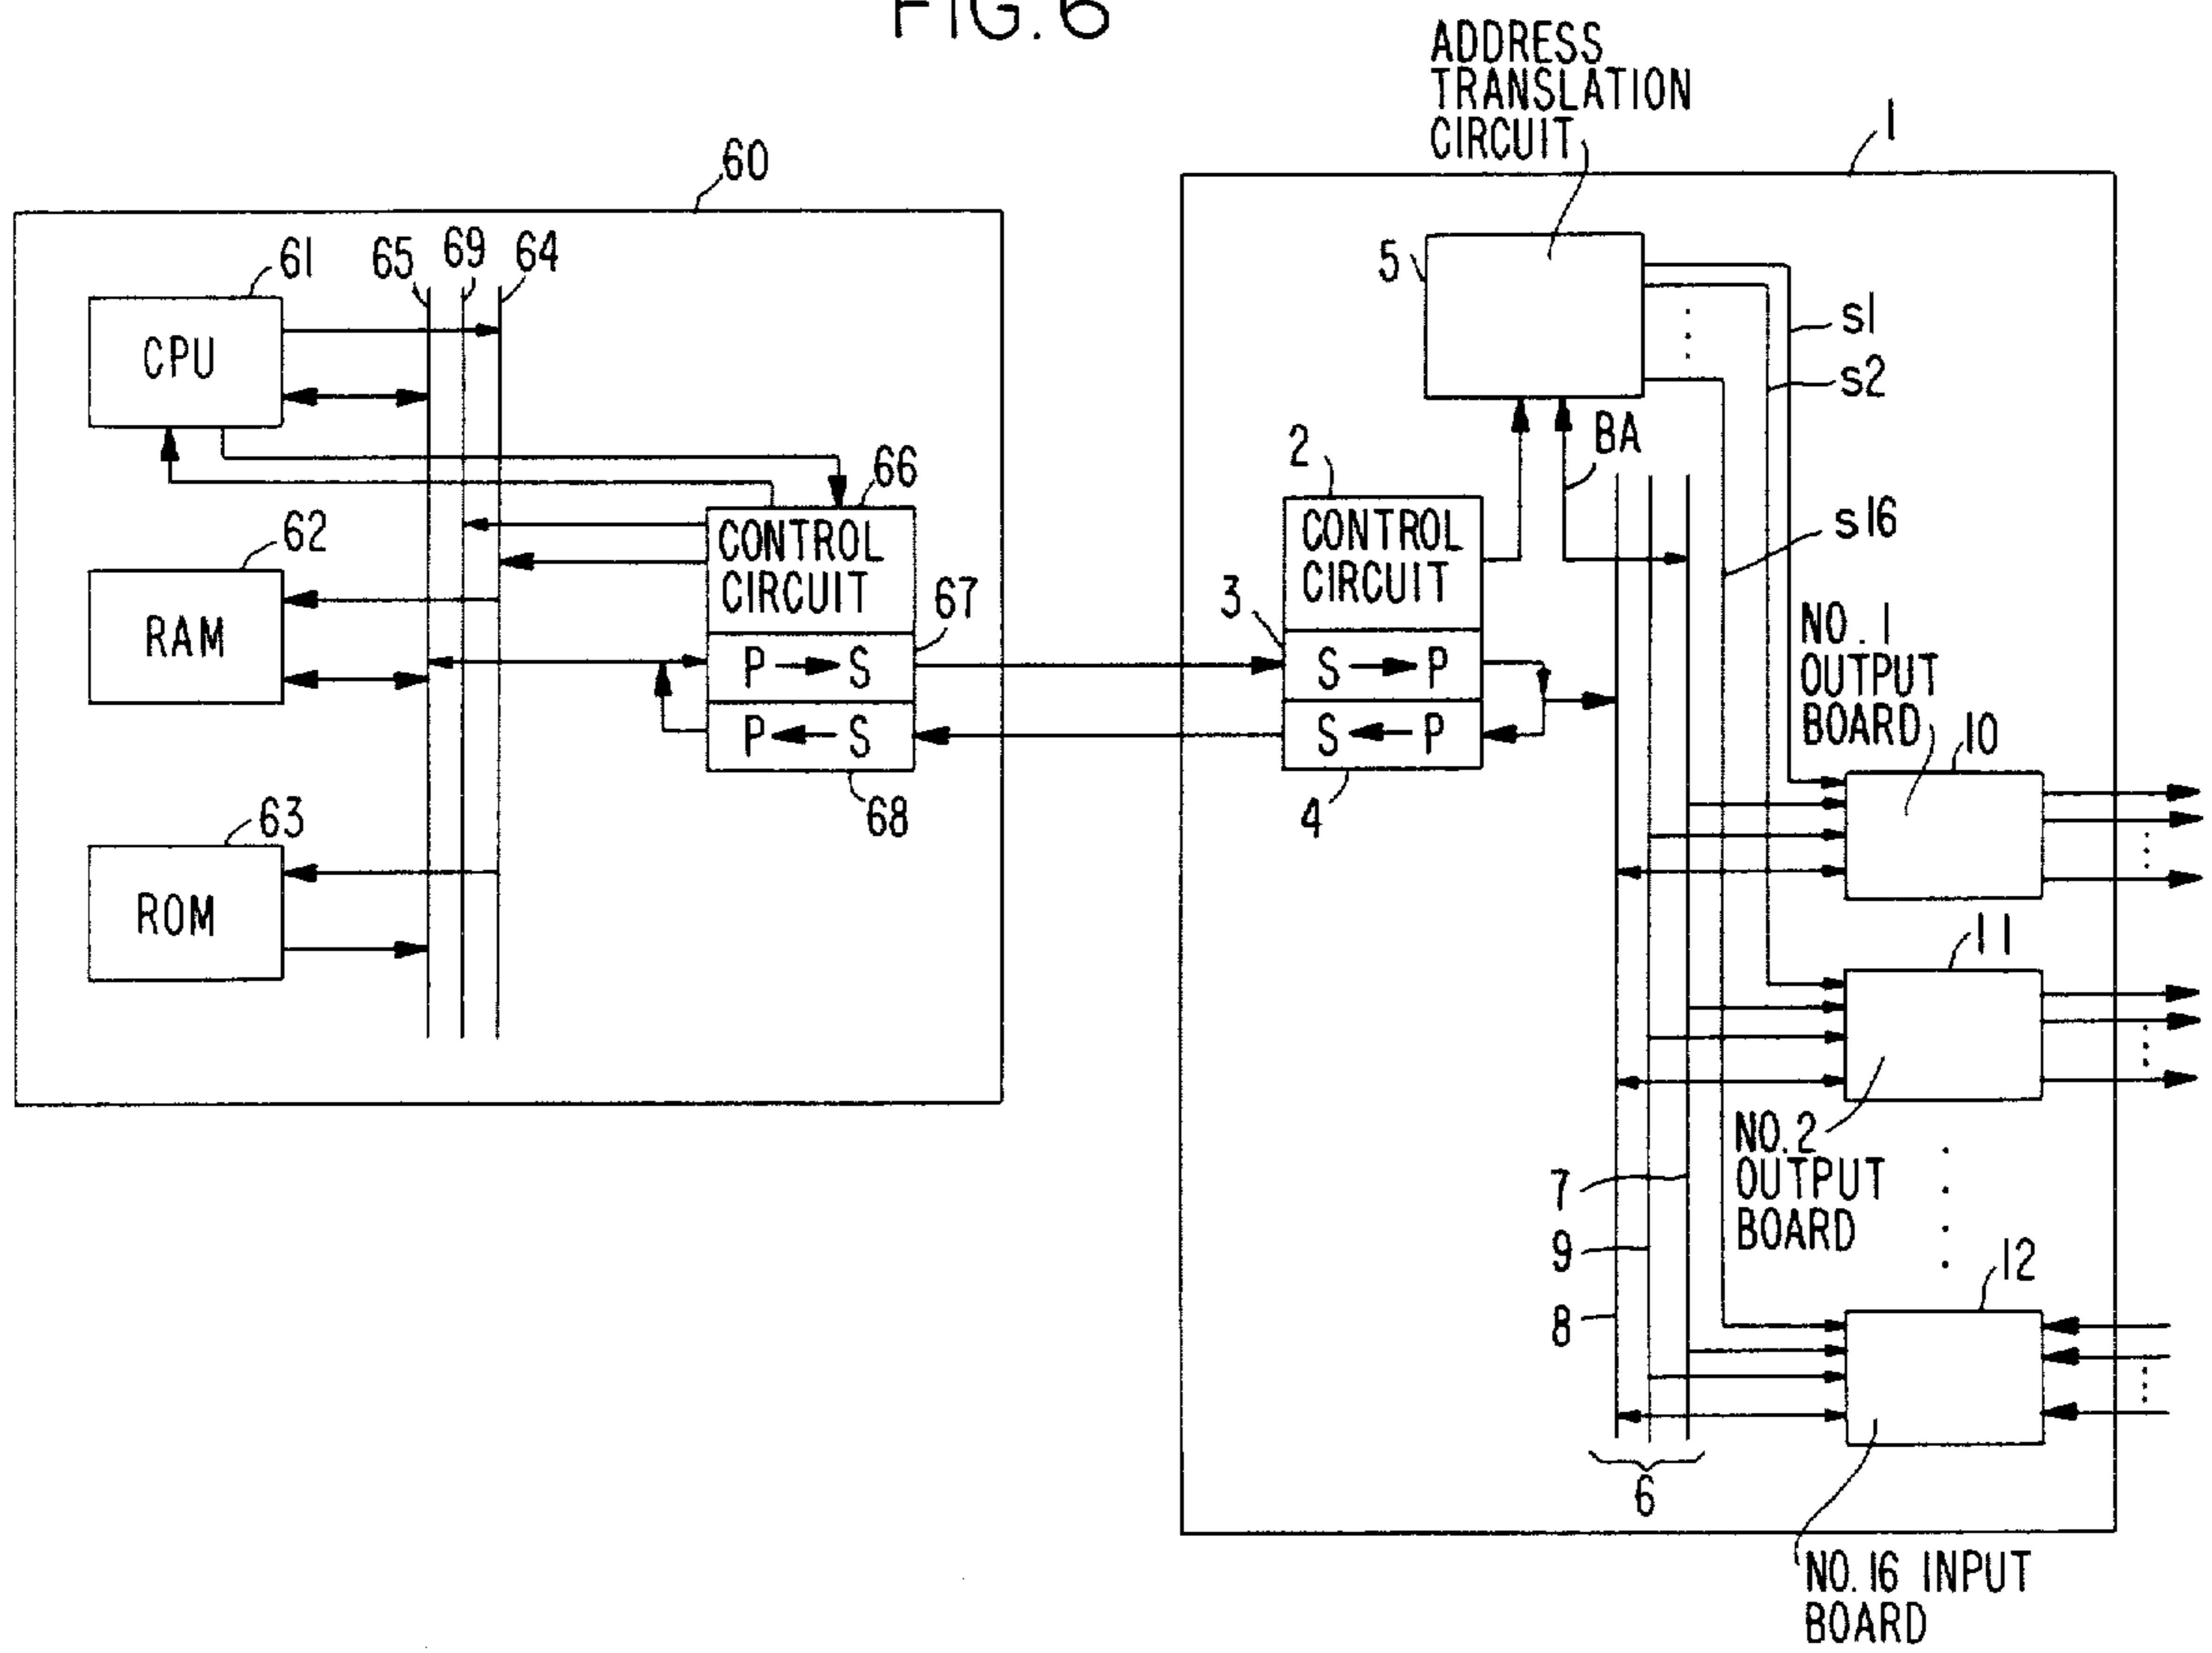 FIG. 6
ADDRESS
TRANSLATION
CIRCUIT
1
60
61
65
69
64
CPU
5
s1
s2
BA
s16
2
66
CONTROL
CIRCUIT
CONTROL
CIRCUIT
62
RAM
67
3
P S
S P
P S
S P
68
4
NO. 1
OUTPUT
BOARD
10
63
ROM
11
NO. 2
OUTPUT
BOARD
7
9
8
12
6
NO. 16 INPUT
BOARD